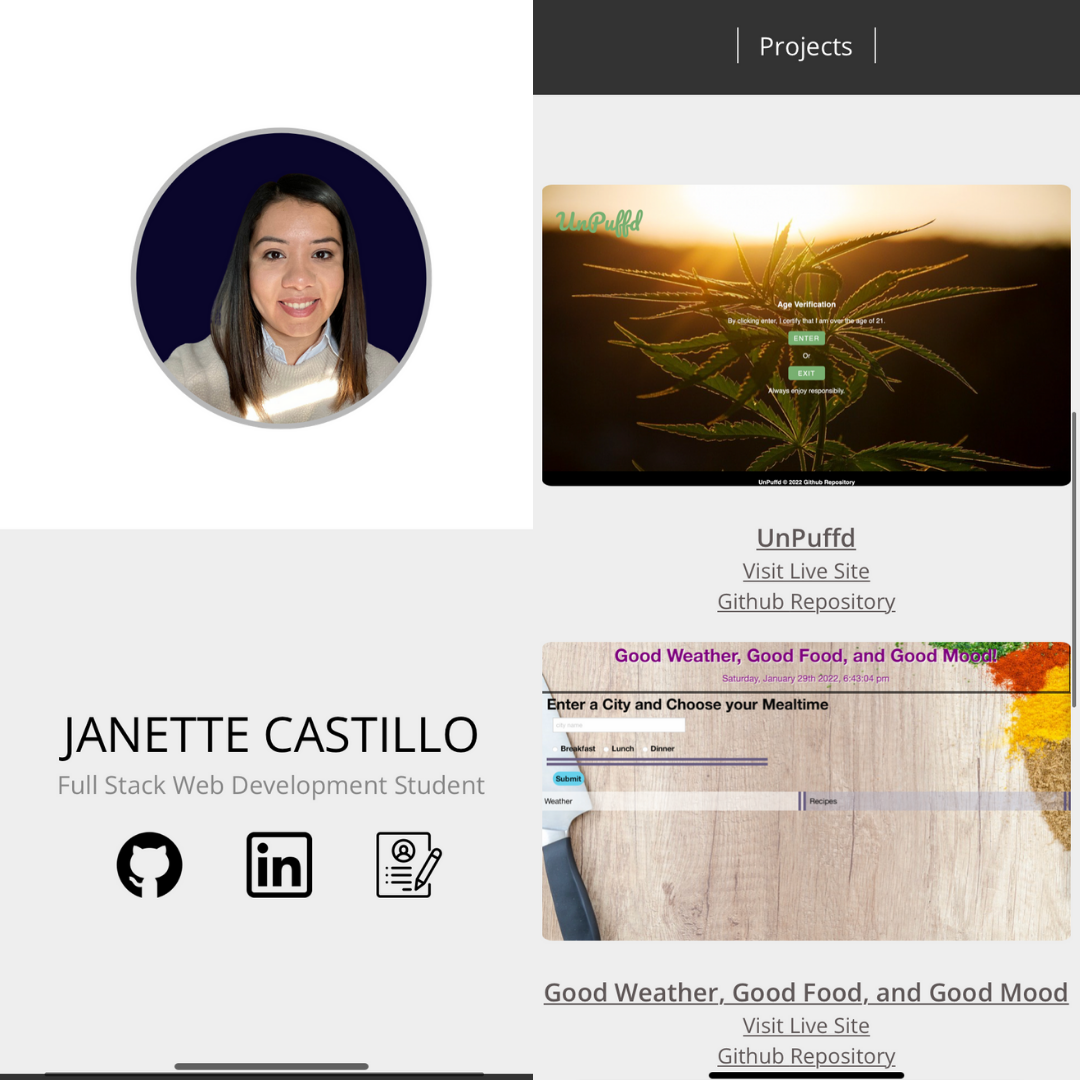 JANETTE CASTILLO
Full Stack Web Development Student
in
Projects
UnPuffd
Age Verification
By clicking enter, I certify that I am over the age of 21.
ENTER
Or
EXIT
Always enjoy responsibily.
UnPuffd © 2022 Github Repository
UnPuffd
Visit Live Site
Github Repository
Good Weather, Good Food, and Good Mood!
Saturday, January 29th 2022, 6:43:04 pm
Enter a City and Choose your Mealtime
city name
Breakfast Lunch Dinner
Submit
Weather Recipes
Good Weather, Good Food, and Good Mood
Visit Live Site
Github Repository